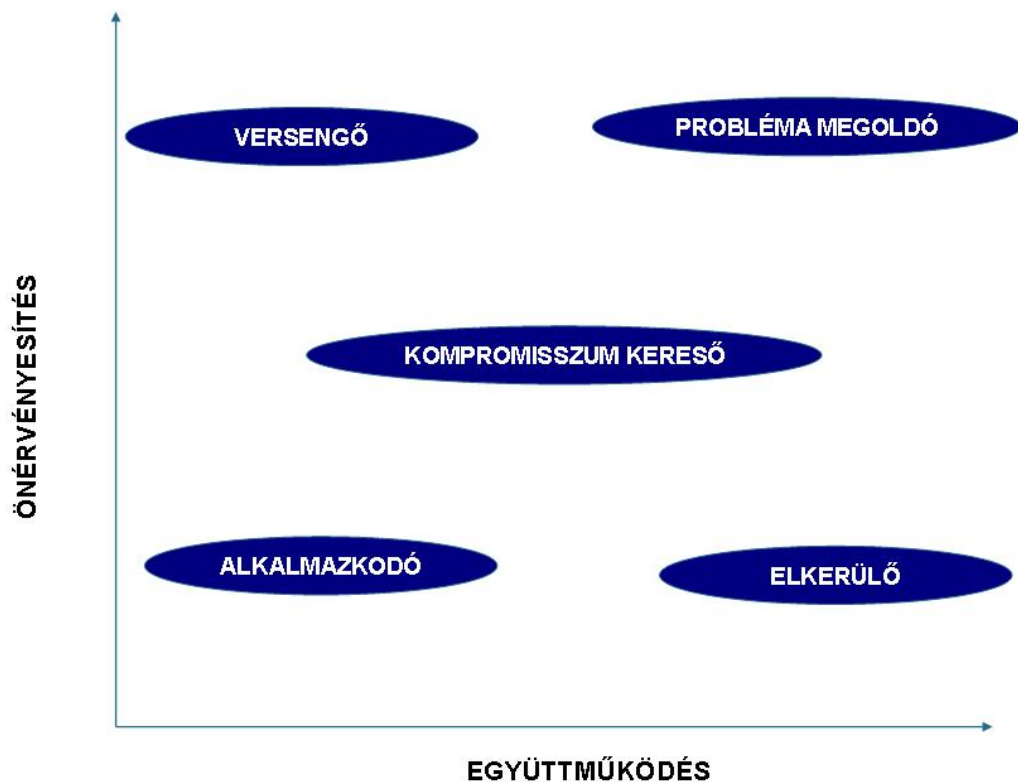 VERSENGŐ
PROBLÉMA MEGOLDÓ
ÖNÉRVÉNYESÍTÉS
KOMPROMISSZUM KERESŐ
ALKALMAZKODÓ
ELKERÜLŐ
EGYÜTTMŰKÖDÉS